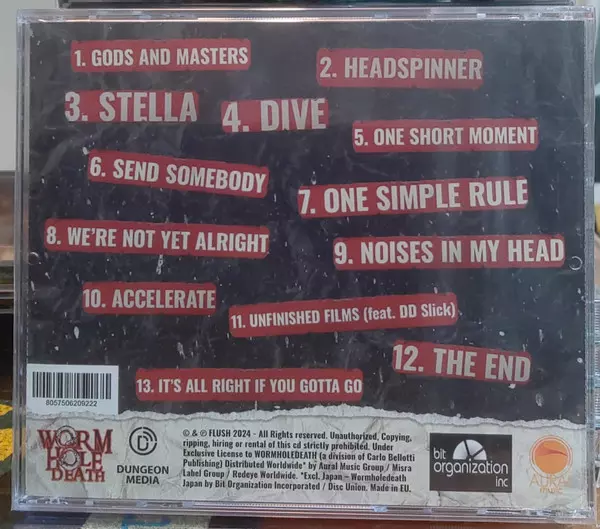 1. GODS AND MASTERS
2. HEADSPINNER
3. STELLA
4. DIVE
5. ONE SHORT MOMENT
6. SEND SOMEBODY
7. ONE SIMPLE RULE
8. WE'RE NOT YET ALRIGHT
9. NOISES IN MY HEAD
10. ACCELERATE
11. UNFINISHED FILMS (feat. DD Slick)
12. THE END
13. IT'S ALL RIGHT IF YOU GOTTA GO
8057506209222
WORM
HOLE
DEATH
DUNGEON
MEDIA
© & ℗ FLUSH 2024 - All Rights reserved. Unauthorized, Copying,
ripping, hiring or rental of this cd strictly prohibited. Under
Exclusive License to WORMHOLEDEATH (a division of Carlo Bellotti
Publishing) Distributed Worldwide* by Aural Music Group / Misra
Label Group / Redeye Worldwide. *Excl. Japan – Wormholedeath
Japan by Bit Organization Incorporated / Disc Union. Made in EU.
bit
organization
inc
AURAL
MUSIC